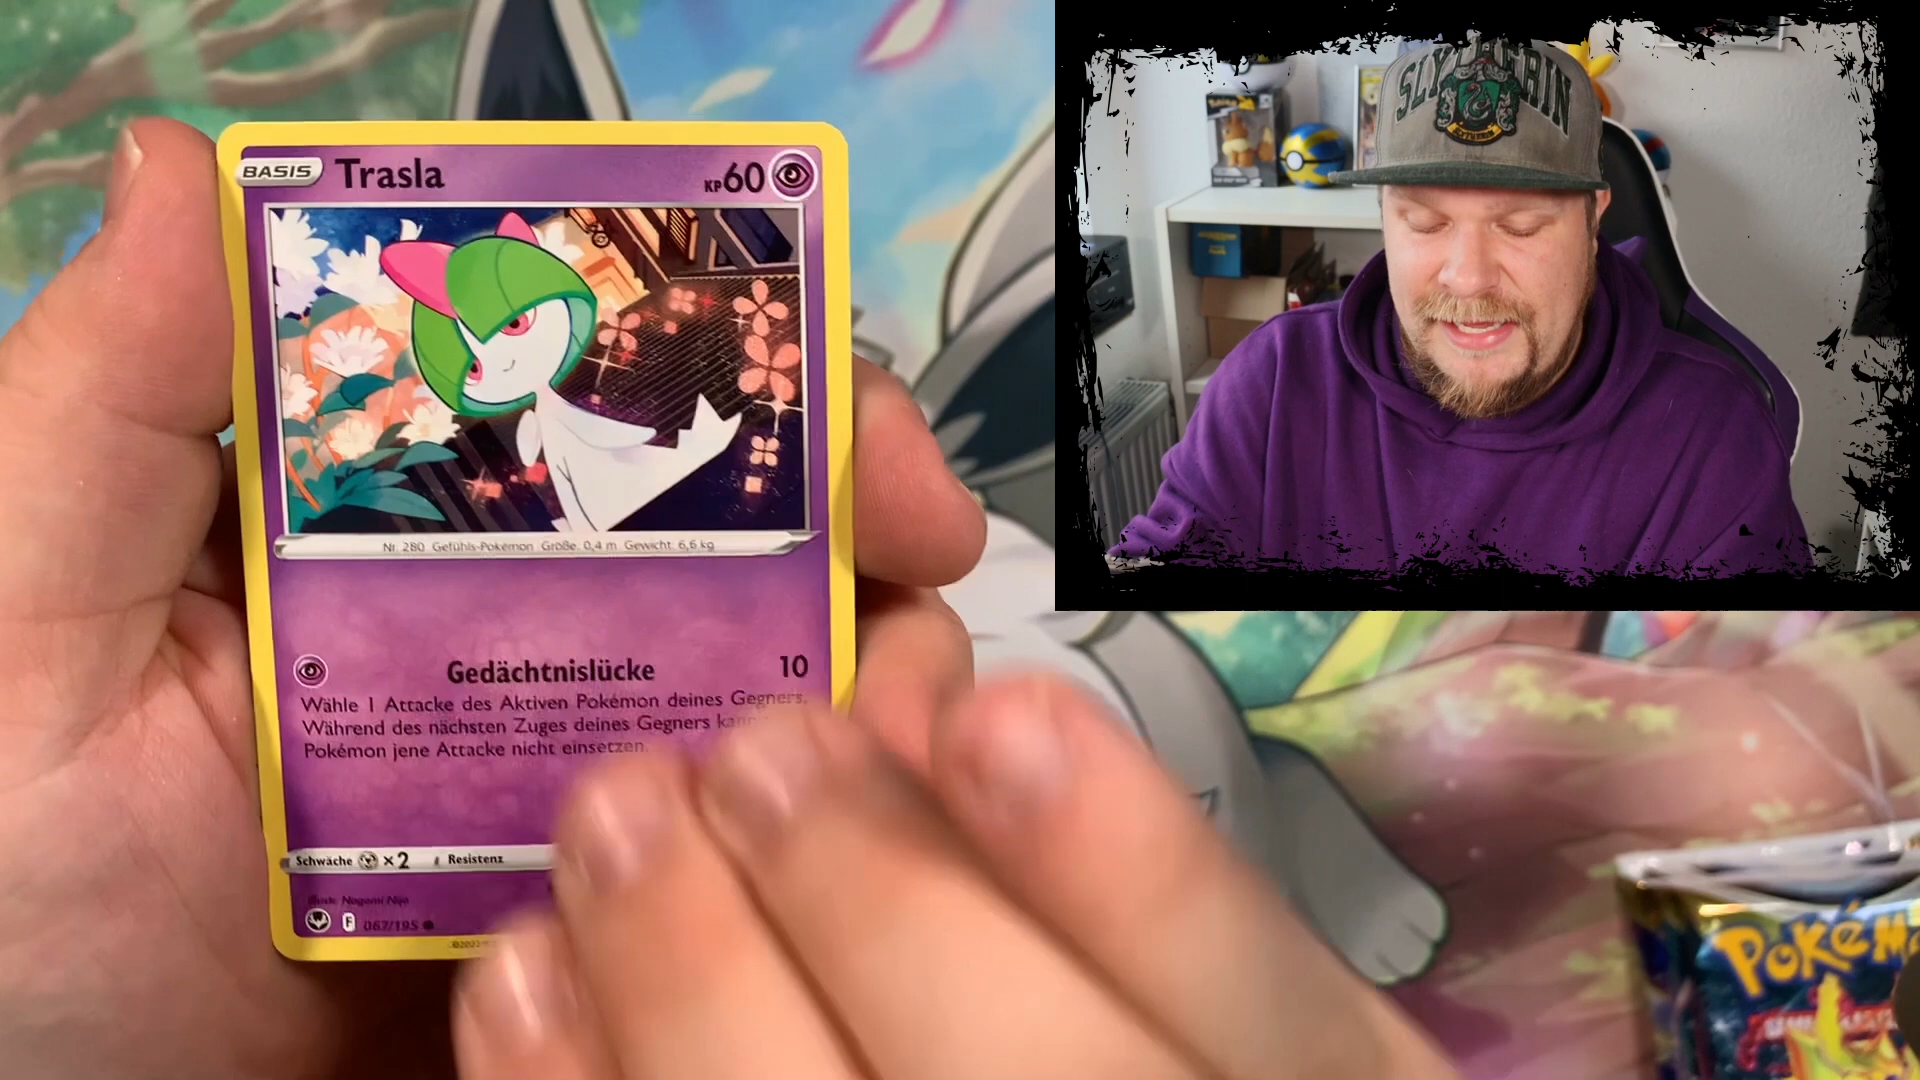 BASIS Trasla KP60
Nr. 280 Gefühls-Pokémon Größe: 0,4 m Gewicht: 6,6 kg
Gedächtnislücke 10
Wähle 1 Attacke des Aktiven Pokémon deines Gegners.
Während des nächsten Zuges deines Gegners
Pokémon jene Attacke nicht einsetzen.
Schwäche ×2 Resistenz
F 067/195
SLYTHERIN
Pokém